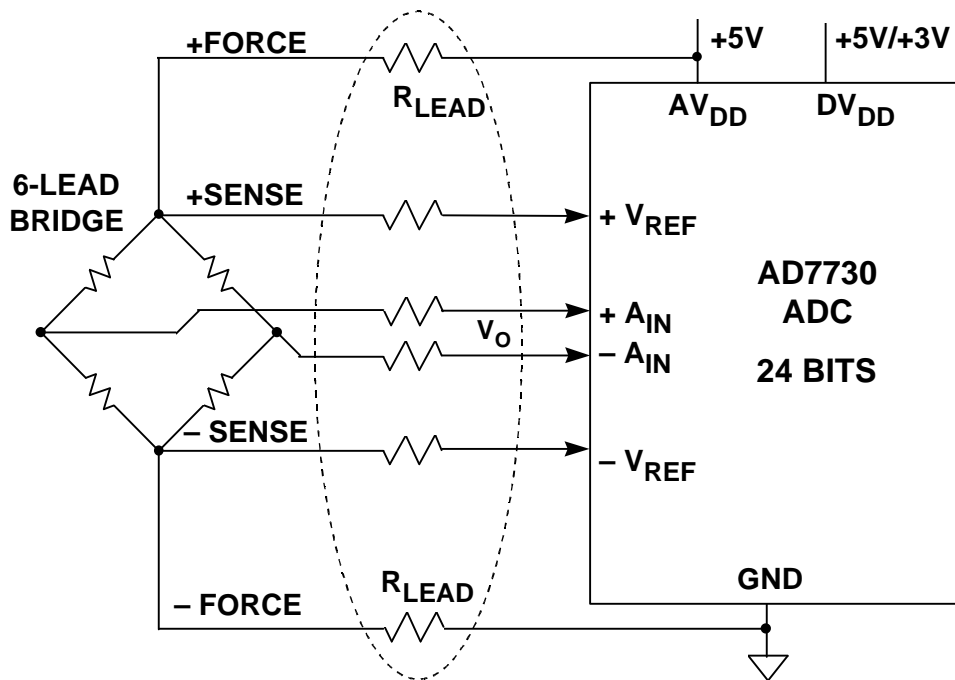 +5V
+5V/+3V
+FORCE
R_LEAD
AV_DD
DV_DD
6-LEAD
BRIDGE
+SENSE
+ V_REF
AD7730
ADC
24 BITS
+ A_IN
V_O
– A_IN
– SENSE
– V_REF
R_LEAD
GND
– FORCE